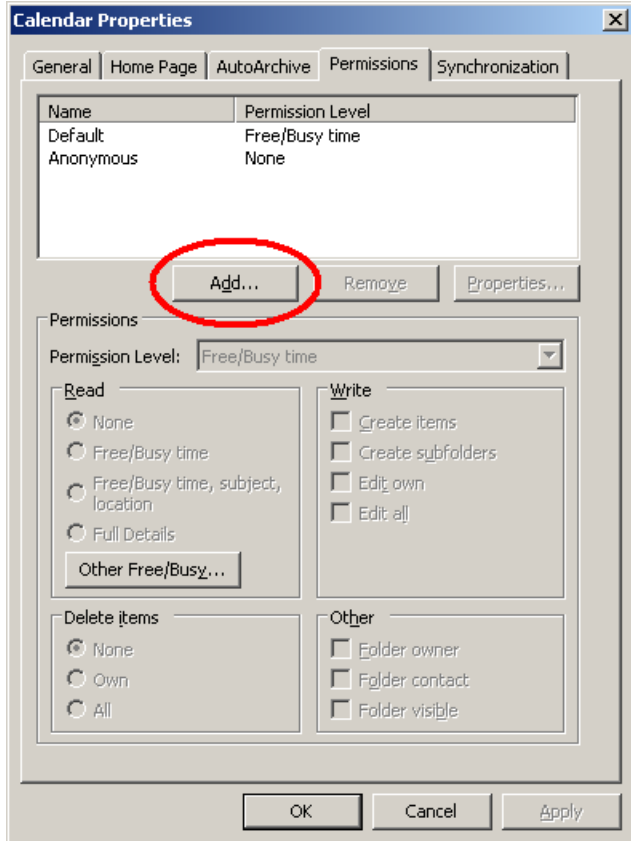 Calendar Properties
General Home Page AutoArchive Permissions Synchronization
Name Permission Level
Default Free/Busy time
Anonymous None
Add... Remove Properties...
Permissions
Permission Level: Free/Busy time
Read
None
Free/Busy time
Free/Busy time, subject,
location
Full Details
Other Free/Busy...
Write
Create items
Create subfolders
Edit own
Edit all
Delete items
None
Own
All
Other
Folder owner
Folder contact
Folder visible
OK Cancel Apply